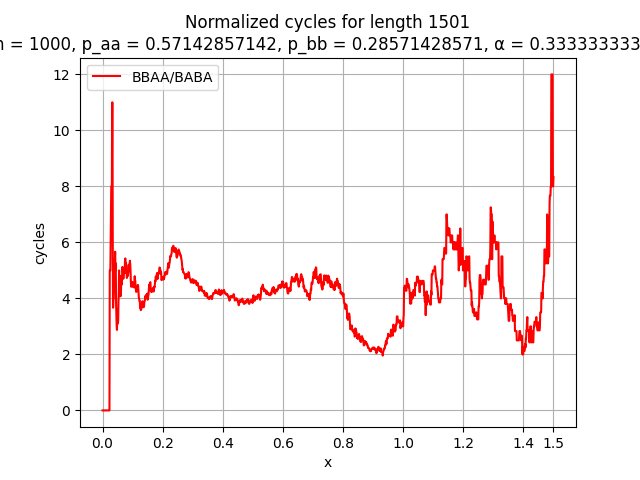 Normalized cycles for length 1501
n = 1000, p_aa = 0.57142857142, p_bb = 0.28571428571, α = 0.333333333
BBAA/BABA
12
10
8
6
4
2
0
cycles
0.0 0.2 0.4 0.6 0.8 1.0 1.2 1.4 1.5
x